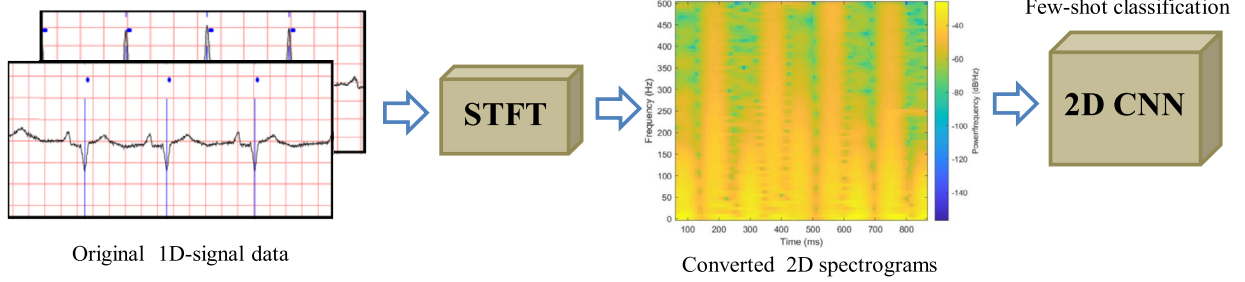 Few-shot classification
STFT
2D CNN
Original 1D-signal data
Converted 2D spectrograms
Frequency (Hz)
500
450
400
350
300
250
200
150
100
50
0
100 200 300 400 500 600 700 800
Time (ms)
-40
-60
-80
-100
-120
-140
Power/frequency (dB/Hz)